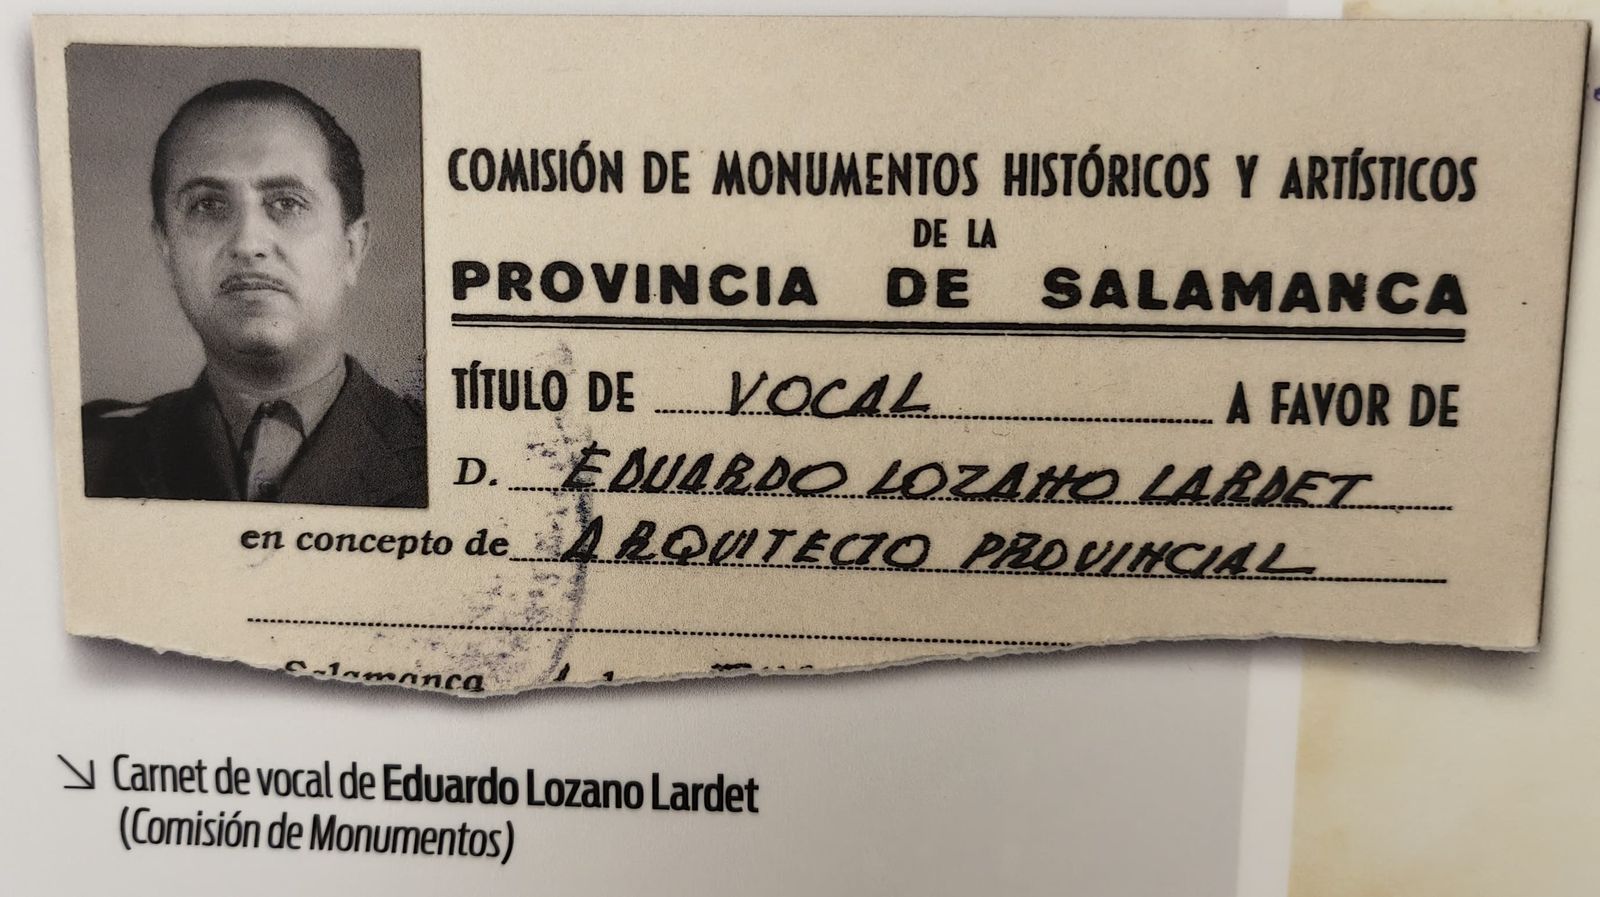 COMISIÓN DE MONUMENTOS HISTÓRICOS Y ARTÍSTICOS
DE LA
PROVINCIA DE SALAMANCA
TÍTULO DE VOCAL A FAVOR DE
D. EDUARDO LOZANO LARDET
en concepto de ARQUITECTO PROVINCIAL
Salamanca
Carnet de vocal de Eduardo Lozano Lardet
(Comisión de Monumentos)